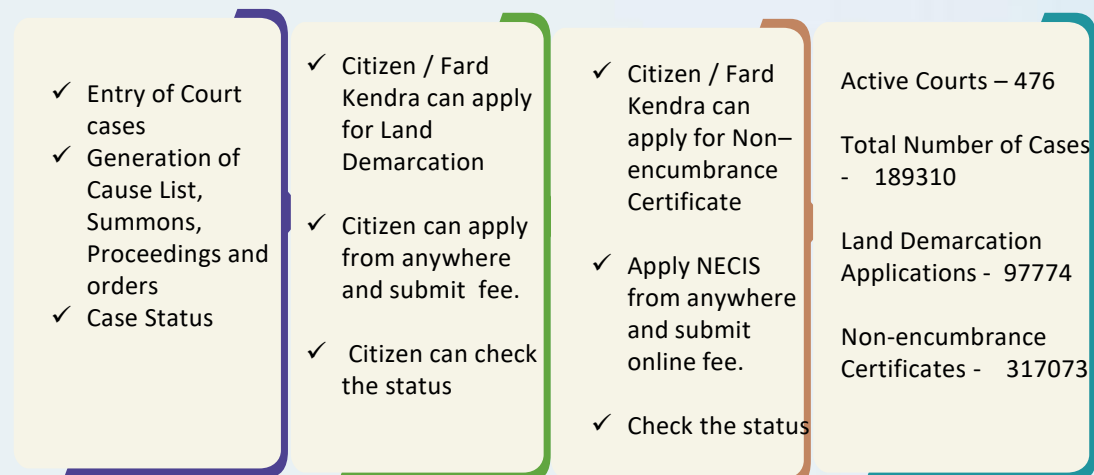 ✓ Entry of Court
cases
✓ Generation of
Cause List,
Summons,
Proceedings and
orders
✓ Case Status
✓ Citizen / Fard
Kendra can apply
for Land
Demarcation
✓ Citizen can apply
from anywhere
and submit fee.
✓ Citizen can check
the status
✓ Citizen / Fard
Kendra can
apply for Non–
encumbrance
Certificate
✓ Apply NECIS
from anywhere
and submit
online fee.
✓ Check the status
Active Courts – 476
Total Number of Cases
- 189310
Land Demarcation
Applications - 97774
Non-encumbrance
Certificates - 317073